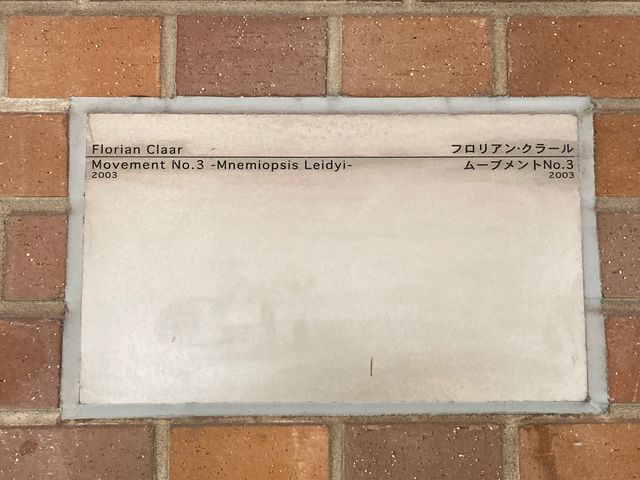 Florian Claar
Movement No.3 -Mnemiopsis Leidyi-
2003
フロリアン・クラール
ムーブメントNo.3
2003